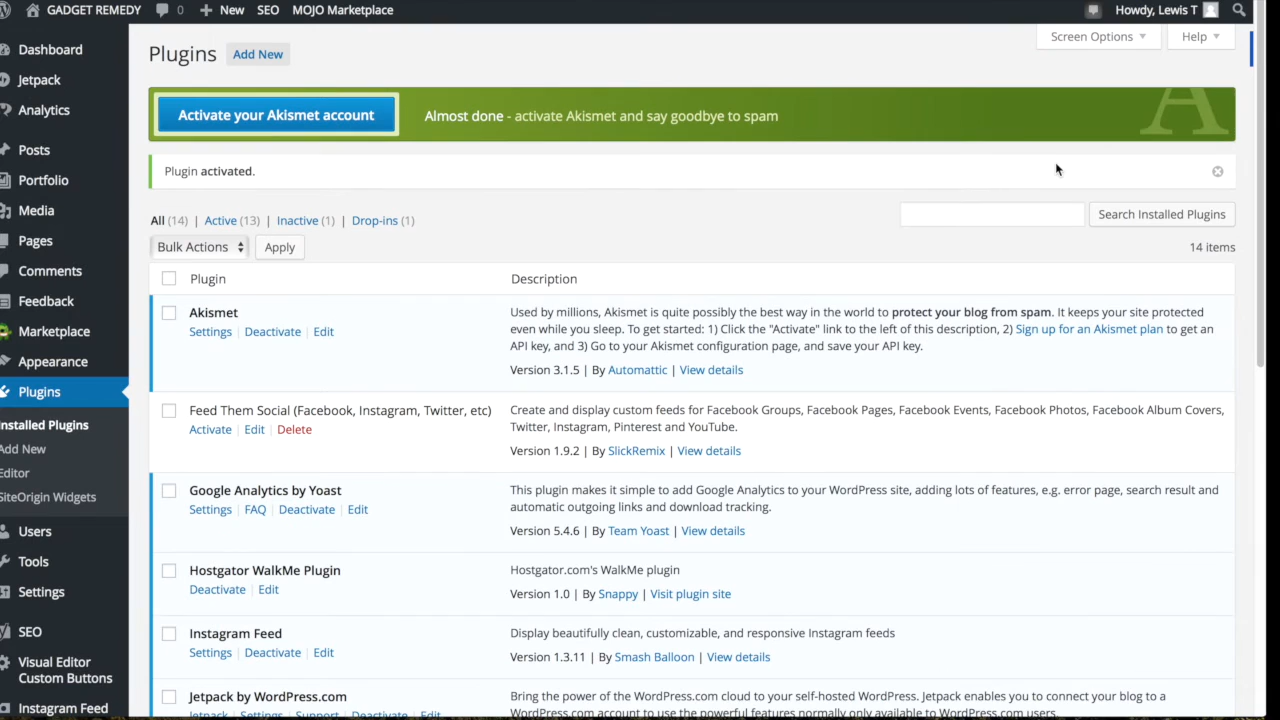 GADGET REMEDY 0 New SEO MOJO Marketplace Howdy, Lewis T
Dashboard
Jetpack
Analytics
Posts
Portfolio
Media
Pages
Comments
Feedback
Marketplace
Appearance
Plugins
Installed Plugins
Add New
Editor
SiteOrigin Widgets
Users
Tools
Settings
SEO
Visual Editor
Custom Buttons
Instagram Feed
Screen Options Help
Plugins Add New
Activate your Akismet account Almost done - activate Akismet and say goodbye to spam A
Plugin activated.
All (14) | Active (13) | Inactive (1) | Drop-ins (1)
Search Installed Plugins
Bulk Actions Apply
14 items
Plugin Description
Akismet
Settings | Deactivate | Edit
Used by millions, Akismet is quite possibly the best way in the world to protect your blog from spam. It keeps your site protected
even while you sleep. To get started: 1) Click the "Activate" link to the left of this description, 2) Sign up for an Akismet plan to get an
API key, and 3) Go to your Akismet configuration page, and save your API key.
Version 3.1.5 | By Automattic | View details
Feed Them Social (Facebook, Instagram, Twitter, etc)
Activate | Edit | Delete
Create and display custom feeds for Facebook Groups, Facebook Pages, Facebook Events, Facebook Photos, Facebook Album Covers,
Twitter, Instagram, Pinterest and YouTube.
Version 1.9.2 | By SlickRemix | View details
Google Analytics by Yoast
Settings | FAQ | Deactivate | Edit
This plugin makes it simple to add Google Analytics to your WordPress site, adding lots of features, e.g. error page, search result and
automatic outgoing links and download tracking.
Version 5.4.6 | By Team Yoast | View details
Hostgator WalkMe Plugin
Deactivate | Edit
Hostgator.com's WalkMe plugin
Version 1.0 | By Snappy | Visit plugin site
Instagram Feed
Settings | Deactivate | Edit
Display beautifully clean, customizable, and responsive Instagram feeds
Version 1.3.11 | By Smash Balloon | View details
Jetpack by WordPress.com
Jetpack | Settings | Support | Deactivate | Edit
Bring the power of the WordPress.com cloud to your self-hosted WordPress. Jetpack enables you to connect your blog to a
WordPress.com account to use the powerful features normally only available to WordPress.com users.